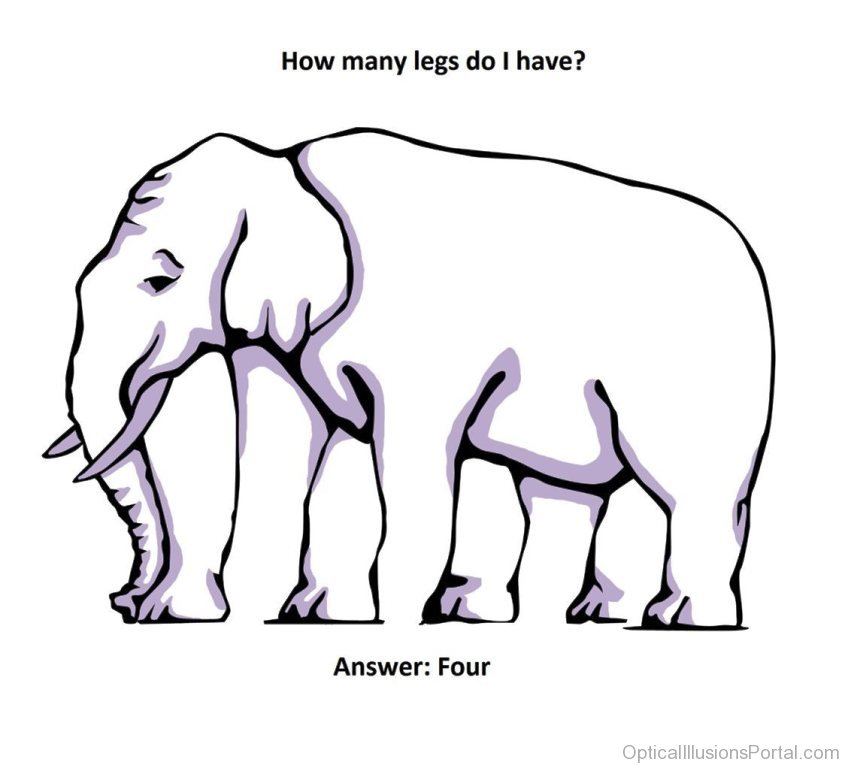 How many legs do I have?
Answer: Four
OpticalIllusionsPortal.com